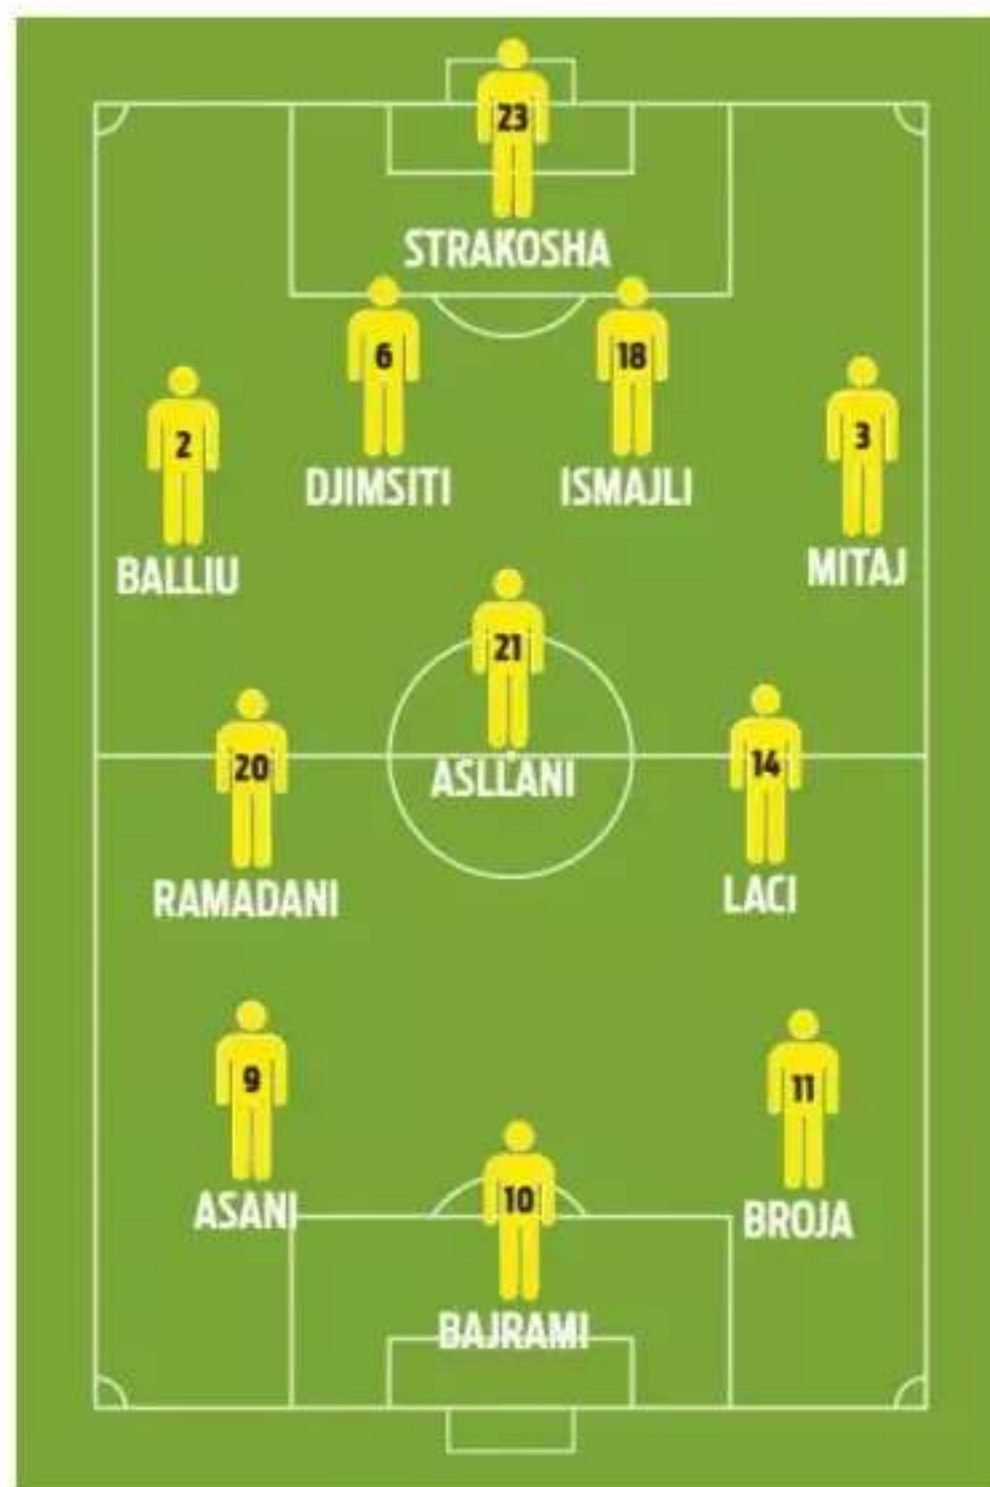 23
STRAKOSHA
6
18
DJIMSITI
ISMAJLI
2
3
BALLIU
MITAJ
21
ASLLANI
20
14
RAMADANI
LACI
9
11
ASANI
BROJA
10
BAJRAMI